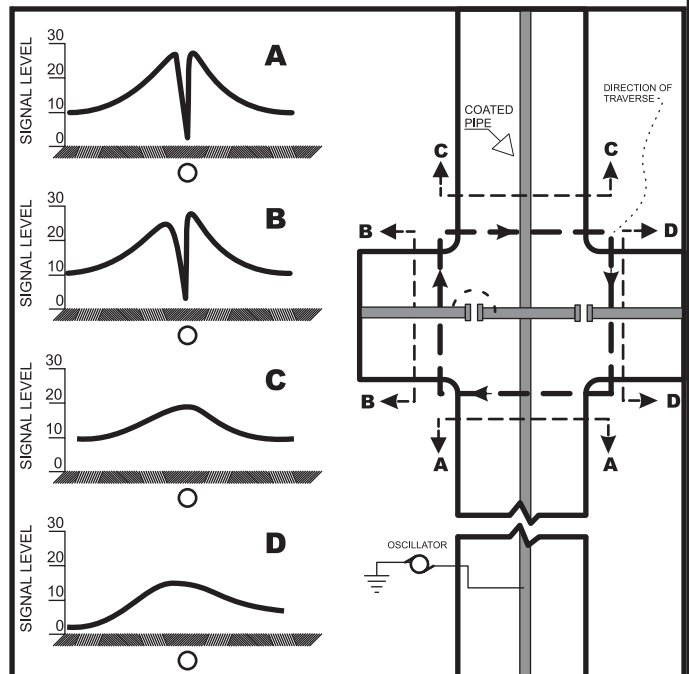 SIGNAL LEVEL
30
20
10
0
A
SIGNAL LEVEL
30
20
10
0
B
SIGNAL LEVEL
30
20
10
0
C
SIGNAL LEVEL
30
20
10
0
D
DIRECTION OF
TRAVERSE
COATED
PIPE
C C
B D
B D
A A
OSCILLATOR